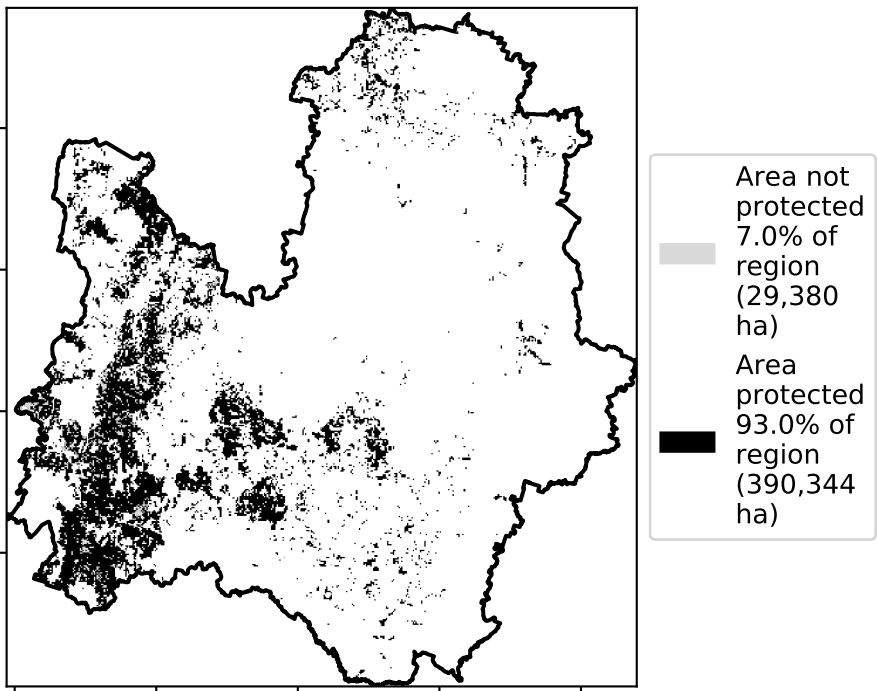 Area not
protected
7.0% of
region
(29,380
ha)
Area
protected
93.0% of
region
(390,344
ha)